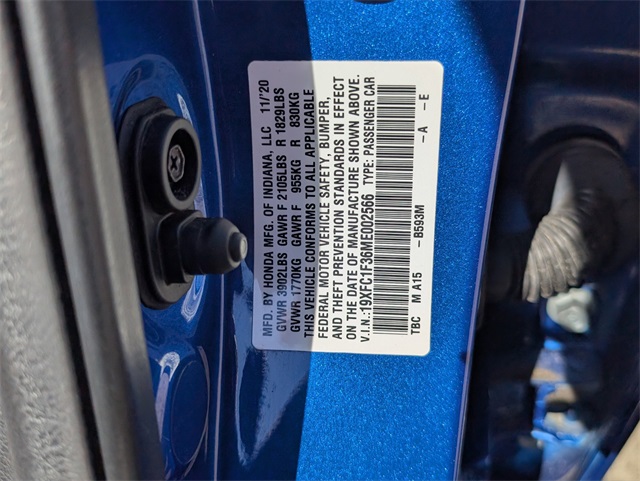 MFD. BY HONDA MFG. OF INDIANA, LLC 11/'20
GVWR 3902LBS GAWR F 2105LBS R 1829LBS
GVWR 1770KG GAWR F 955KG R 830KG
THIS VEHICLE CONFORMS TO ALL APPLICABLE
FEDERAL MOTOR VEHICLE SAFETY, BUMPER,
AND THEFT PREVENTION STANDARDS IN EFFECT
ON THE DATE OF MANUFACTURE SHOWN ABOVE.
V.I.N.:19XFC1F36ME002566 TYPE: PASSENGER CAR
TBC M A15 -B593M -A -E